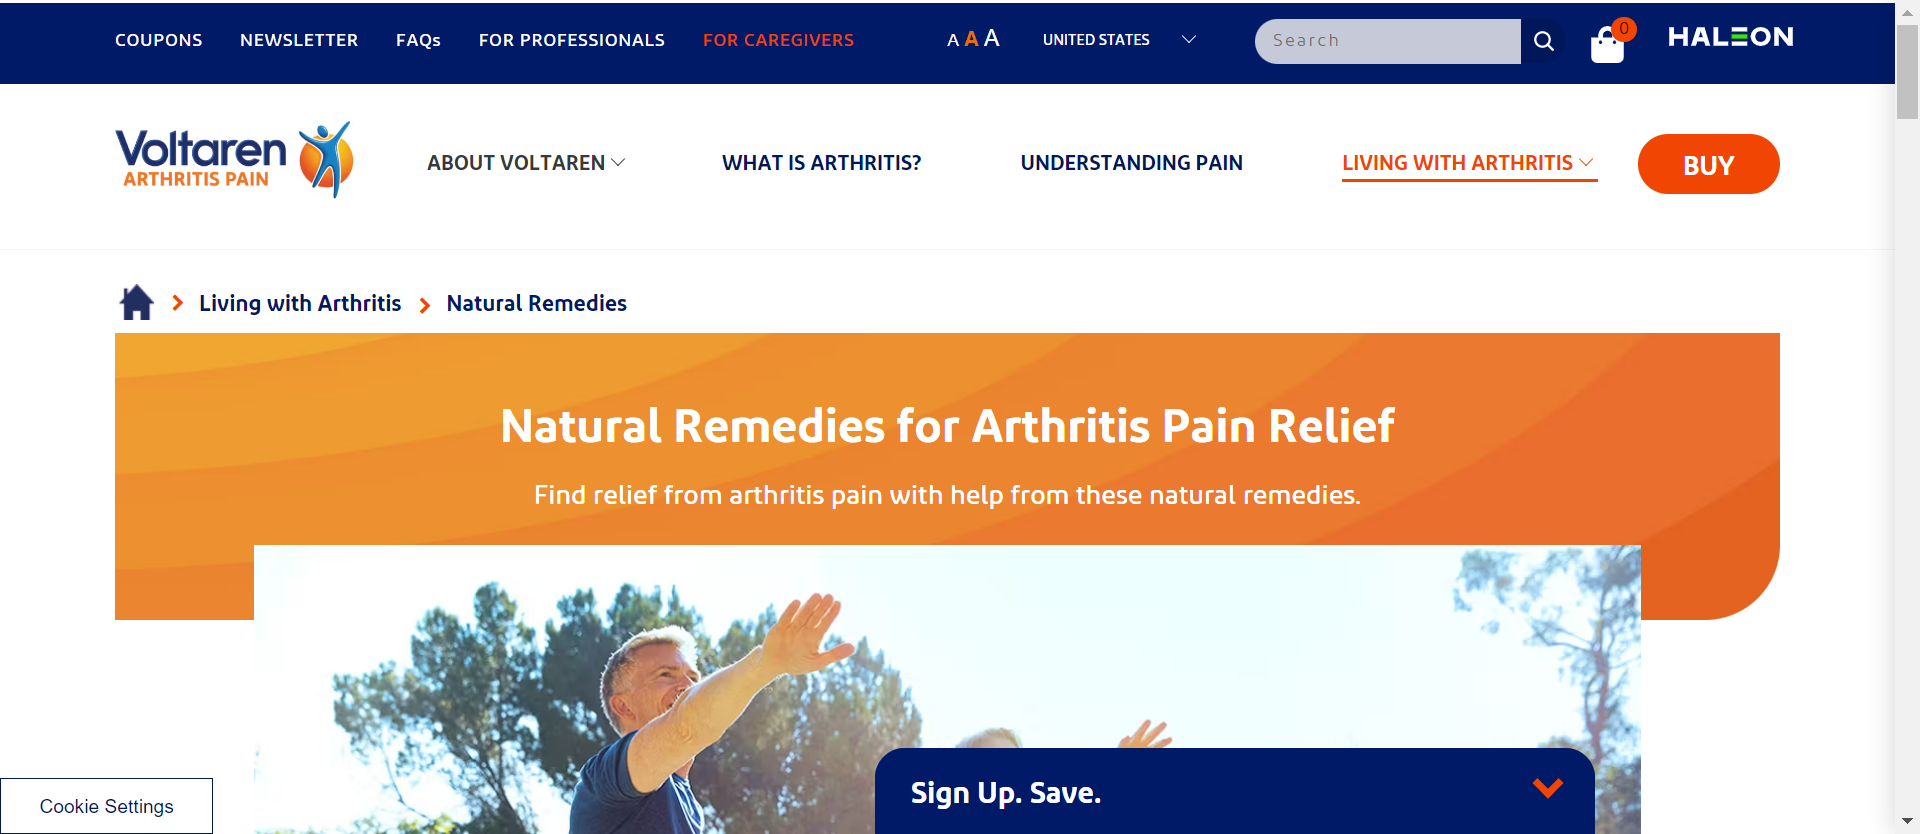 COUPONS NEWSLETTER FAQs FOR PROFESSIONALS FOR CAREGIVERS A A A UNITED STATES Search 0 HALEON
Voltaren
ARTHRITIS PAIN
ABOUT VOLTAREN WHAT IS ARTHRITIS? UNDERSTANDING PAIN LIVING WITH ARTHRITIS BUY
Living with Arthritis Natural Remedies
Natural Remedies for Arthritis Pain Relief
Find relief from arthritis pain with help from these natural remedies.
Sign Up. Save.
Cookie Settings